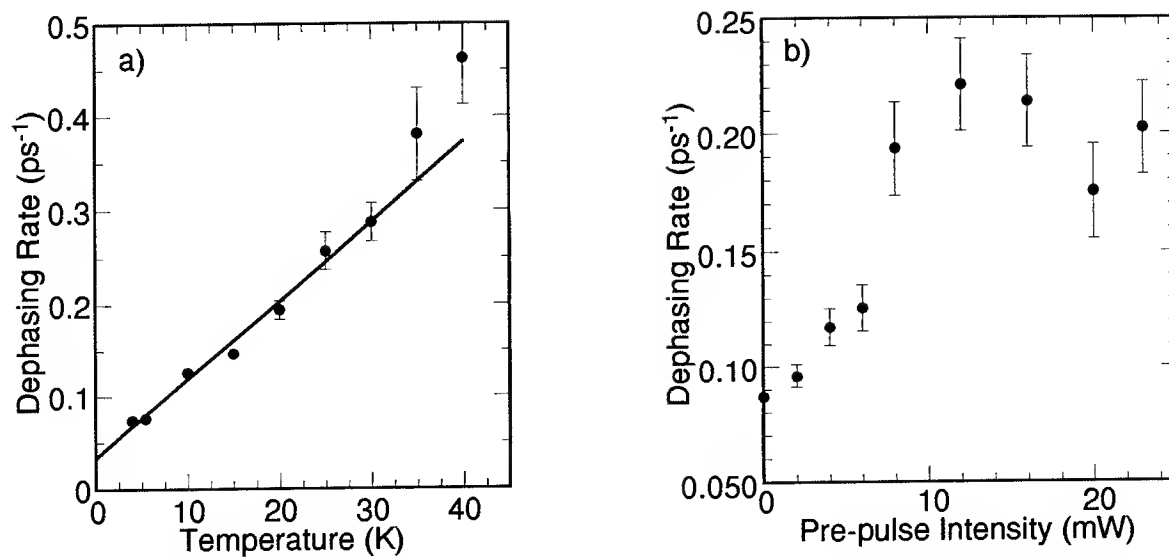 a)
Dephasing Rate (ps⁻¹)
0.5
0.4
0.3
0.2
0.1
0
0 10 20 30 40
Temperature (K)
b)
Dephasing Rate (ps⁻¹)
0.25
0.20
0.15
0.10
0.050
0 10 20
Pre-pulse Intensity (mW)